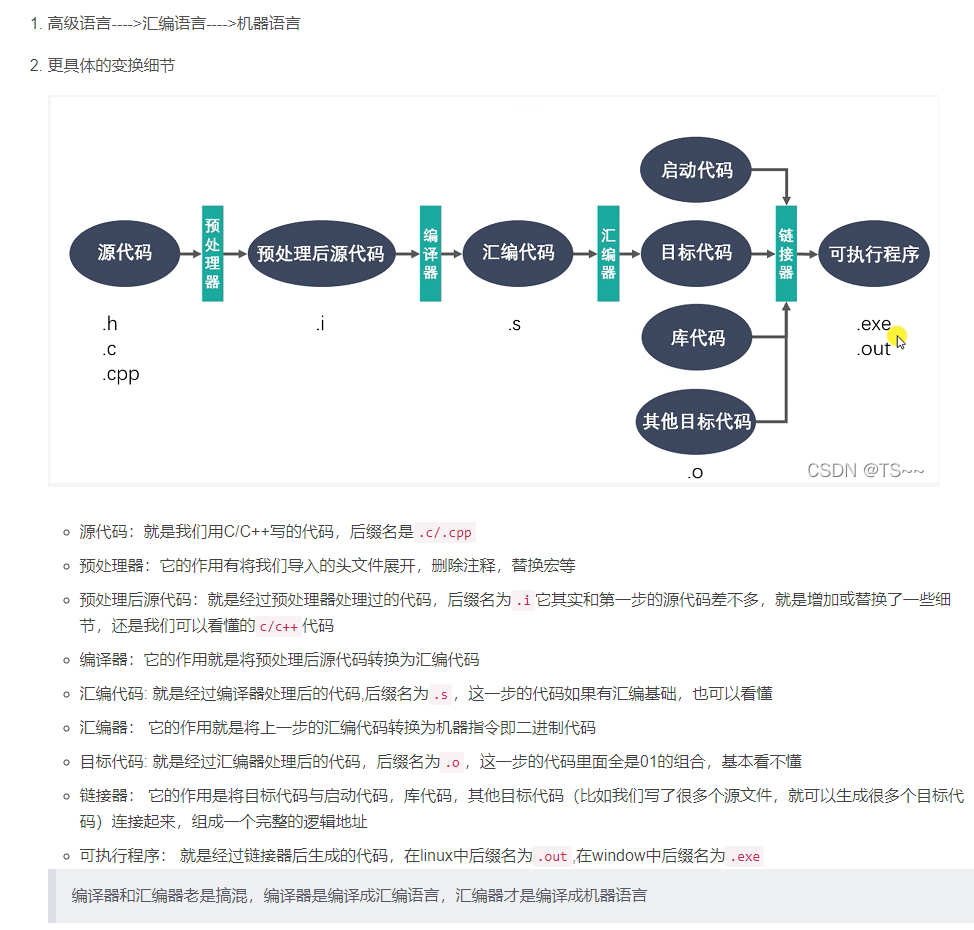 1. 高级语言---->汇编语言---->机器语言
2. 更具体的变换细节
启动代码
源代码
预处理器
预处理后源代码
编译器
汇编代码
汇编器
目标代码
链接器
可执行程序
.h
.c
.cpp
.i
.s
库代码
.exe
.out
其他目标代码
.o
CSDN @TS~~
源代码：就是我们用C/C++写的代码，后缀名是 .c/.cpp
预处理器：它的作用有将我们导入的头文件展开，删除注释，替换宏等
预处理后源代码：就是经过预处理器处理过的代码，后缀名为 .i 它其实和第一步的源代码差不多，就是增加或替换了一些细
节，还是我们可以看懂的 c/c++ 代码
编译器：它的作用就是将预处理后源代码转换为汇编代码
汇编代码: 就是经过编译器处理后的代码,后缀名为 .s ，这一步的代码如果有汇编基础，也可以看懂
汇编器： 它的作用就是将上一步的汇编代码转换为机器指令即二进制代码
目标代码: 就是经过汇编器处理后的代码，后缀名为 .o ，这一步的代码里面全是01的组合，基本看不懂
链接器： 它的作用是将目标代码与启动代码，库代码，其他目标代码（比如我们写了很多个源文件，就可以生成很多个目标代
码）连接起来，组成一个完整的逻辑地址
可执行程序： 就是经过链接器后生成的代码，在linux中后缀名为 .out ,在window中后缀名为 .exe
编译器和汇编器老是搞混，编译器是编译成汇编语言，汇编器才是编译成机器语言